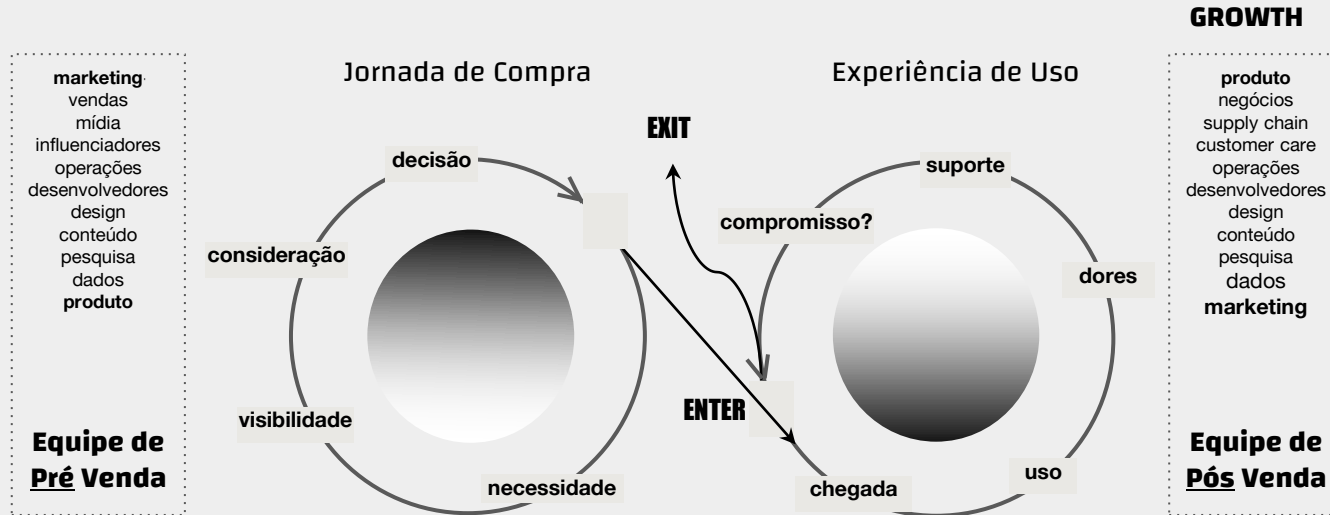 GROWTH
marketing
vendas
mídia
influenciadores
operações
desenvolvedores
design
conteúdo
pesquisa
dados
produto
Equipe de
Pré Venda
Jornada de Compra
decisão
consideração
visibilidade
necessidade
EXIT
ENTER
Experiência de Uso
suporte
compromisso?
dores
uso
chegada
produto
negócios
supply chain
customer care
operações
desenvolvedores
design
conteúdo
pesquisa
dados
marketing
Equipe de
Pós Venda